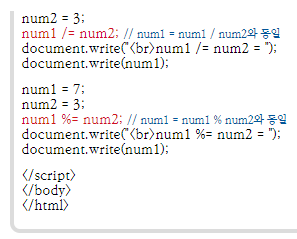 num2 = 3;
num1 /= num2; // num1 = num1 / num2와 동일
document.write("<br>num1 /= num2 = ");
document.write(num1);
num1 = 7;
num2 = 3;
num1 %= num2; // num1 = num1 % num2와 동일
document.write("<br>num1 %= num2 = ");
document.write(num1);
</script>
</body>
</html>